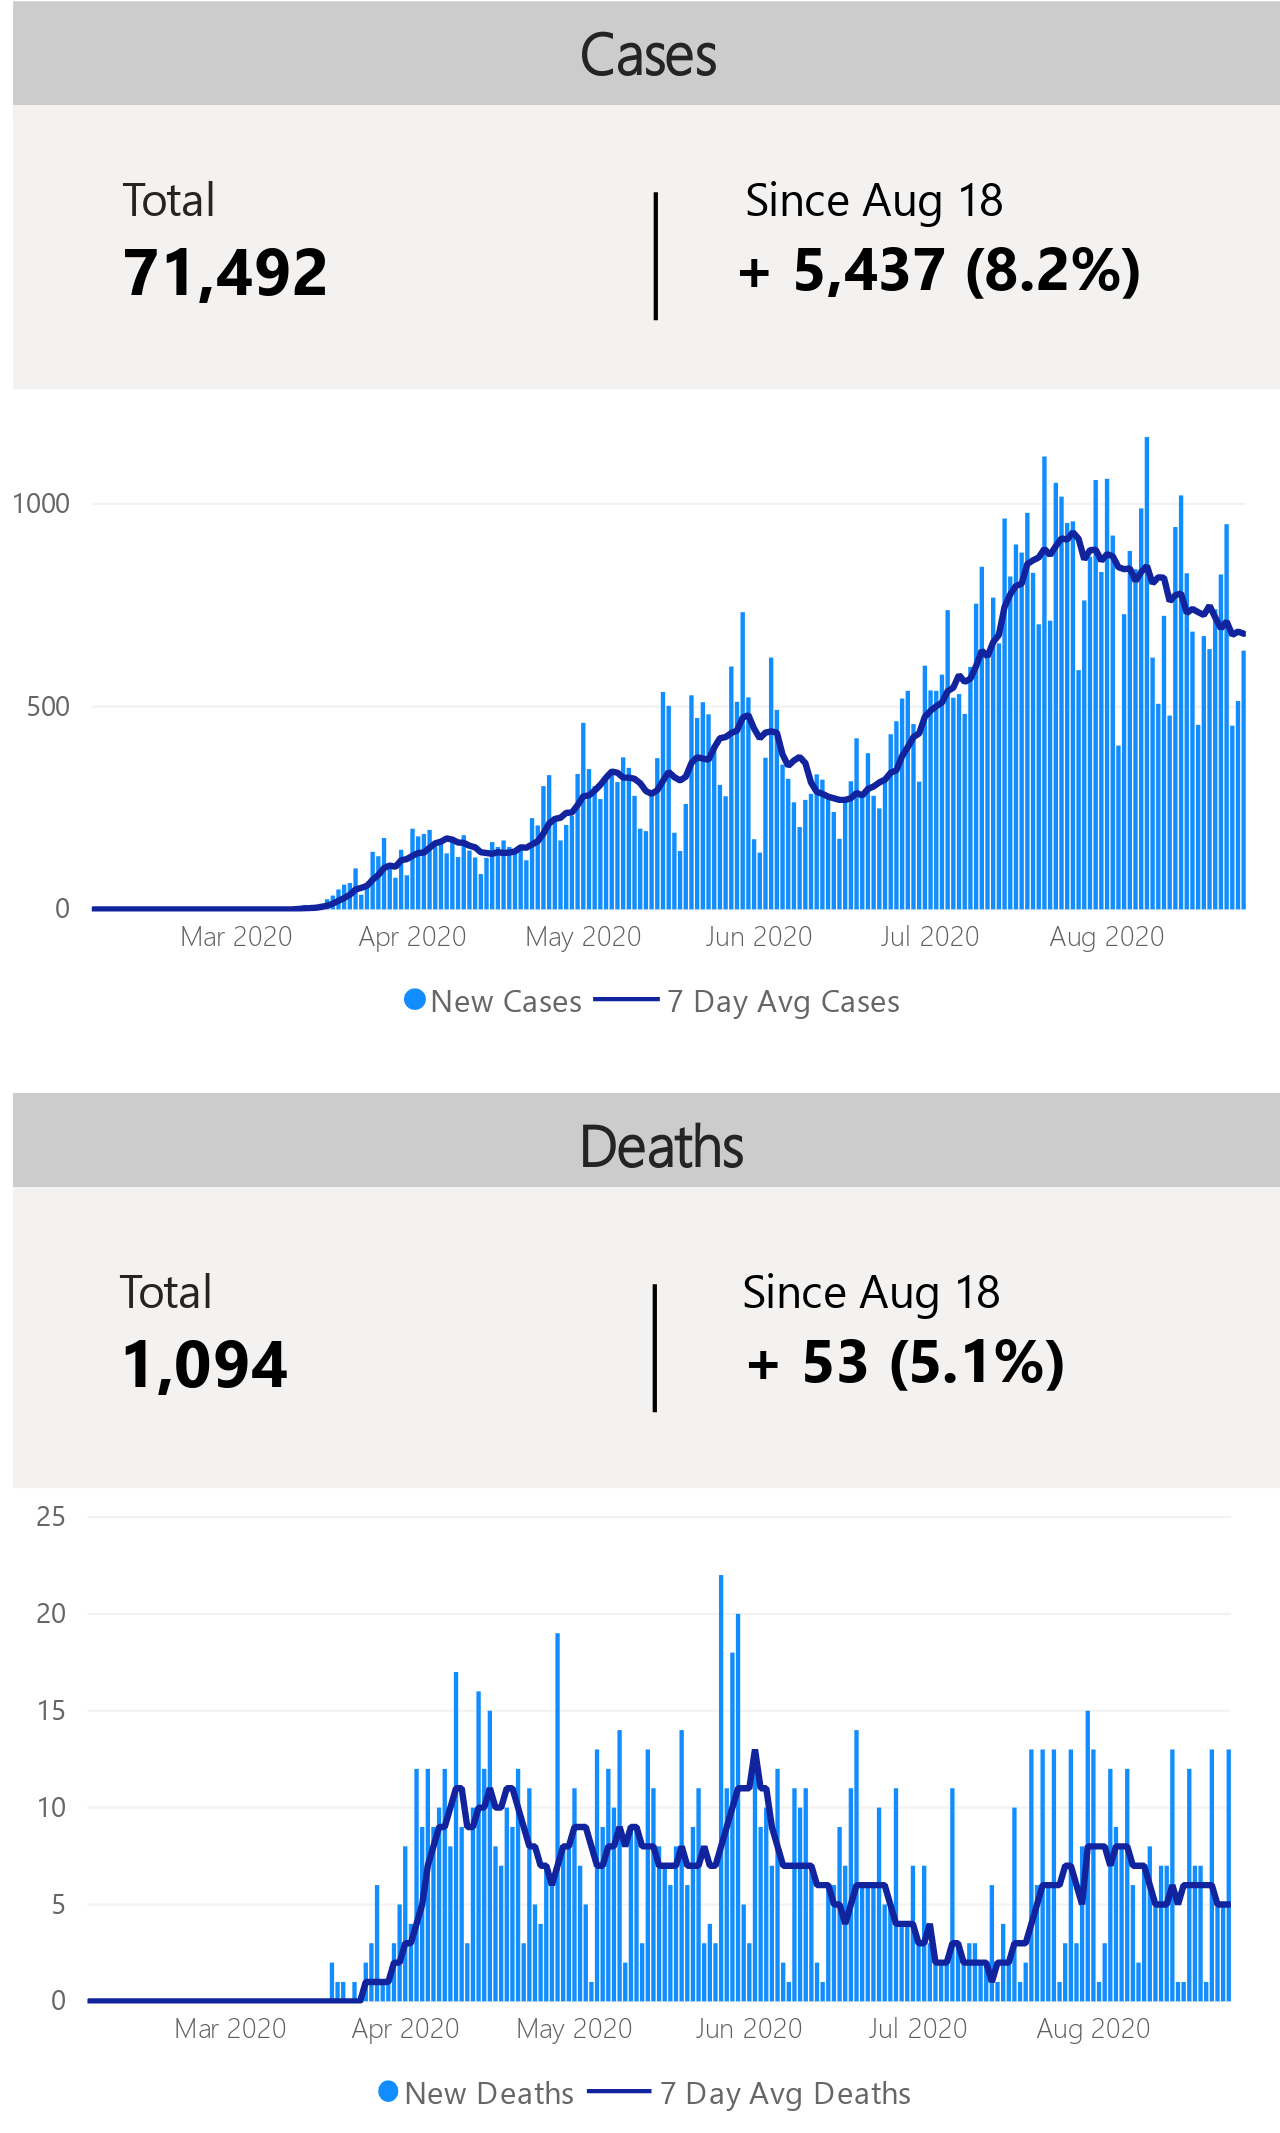 Cases
Total
Since Aug 18
71,492
+ 5,437 (8.2%)
1000
500
0
Mar 2020
Apr 2020
May 2020
Jun 2020
Jul 2020
Aug 2020
New Cases
7 Day Avg Cases
Deaths
Total
Since Aug 18
1,094
+ 53 (5.1%)
25
20
15
10
5
0
Mar 2020
Apr 2020
May 2020
Jun 2020
Jul 2020
Aug 2020
New Deaths
7 Day Avg Deaths